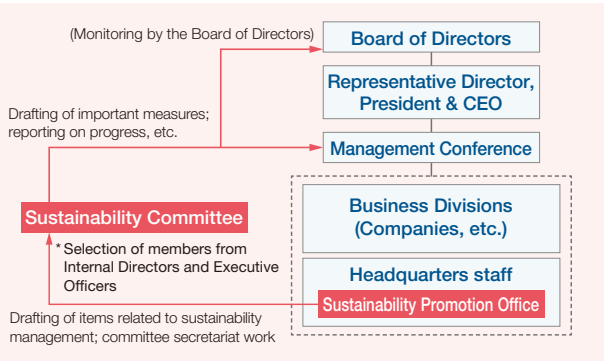 (Monitoring by the Board of Directors)
Board of Directors
Representative Director,
President & CEO
Drafting of important measures;
reporting on progress, etc.
Management Conference
Sustainability Committee
* Selection of members from
Internal Directors and Executive
Officers
Business Divisions
(Companies, etc.)
Headquarters staff
Sustainability Promotion Office
Drafting of items related to sustainability
management; committee secretariat work